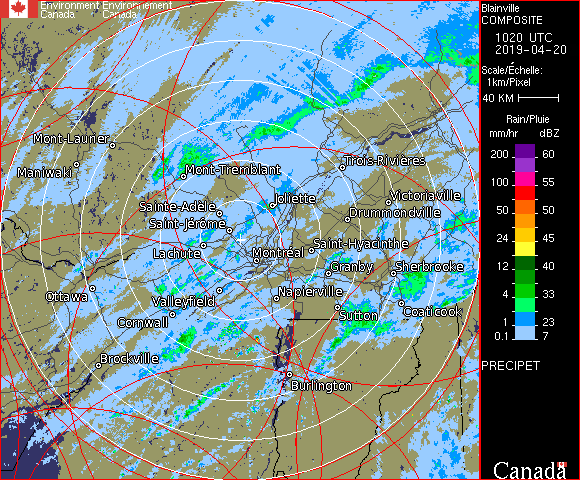 Environment Environnement
Canada Canada
Blainville
COMPOSITE
1020 UTC
2019-04-20
Scale/Échelle:
1km/Pixel
40 KM
Rain/Pluie
mm/hr dBZ
200 60
100 55
50 50
24 45
12 40
4 33
1 23
0.1 7
PRECIPET
Canada
Mont-Laurier
Maniwaki
Mont-Tremblant
Trois-Rivières
Sainte-Adèle
Joliette
Victoriaville
Drummondville
Saint-Jérôme
Lachute
Montréal
Saint-Hyacinthe
Granby
Sherbrooke
Ottawa
Valleyfield
Napierville
Cornwall
Sutton
Coaticook
Brockville
Burlington